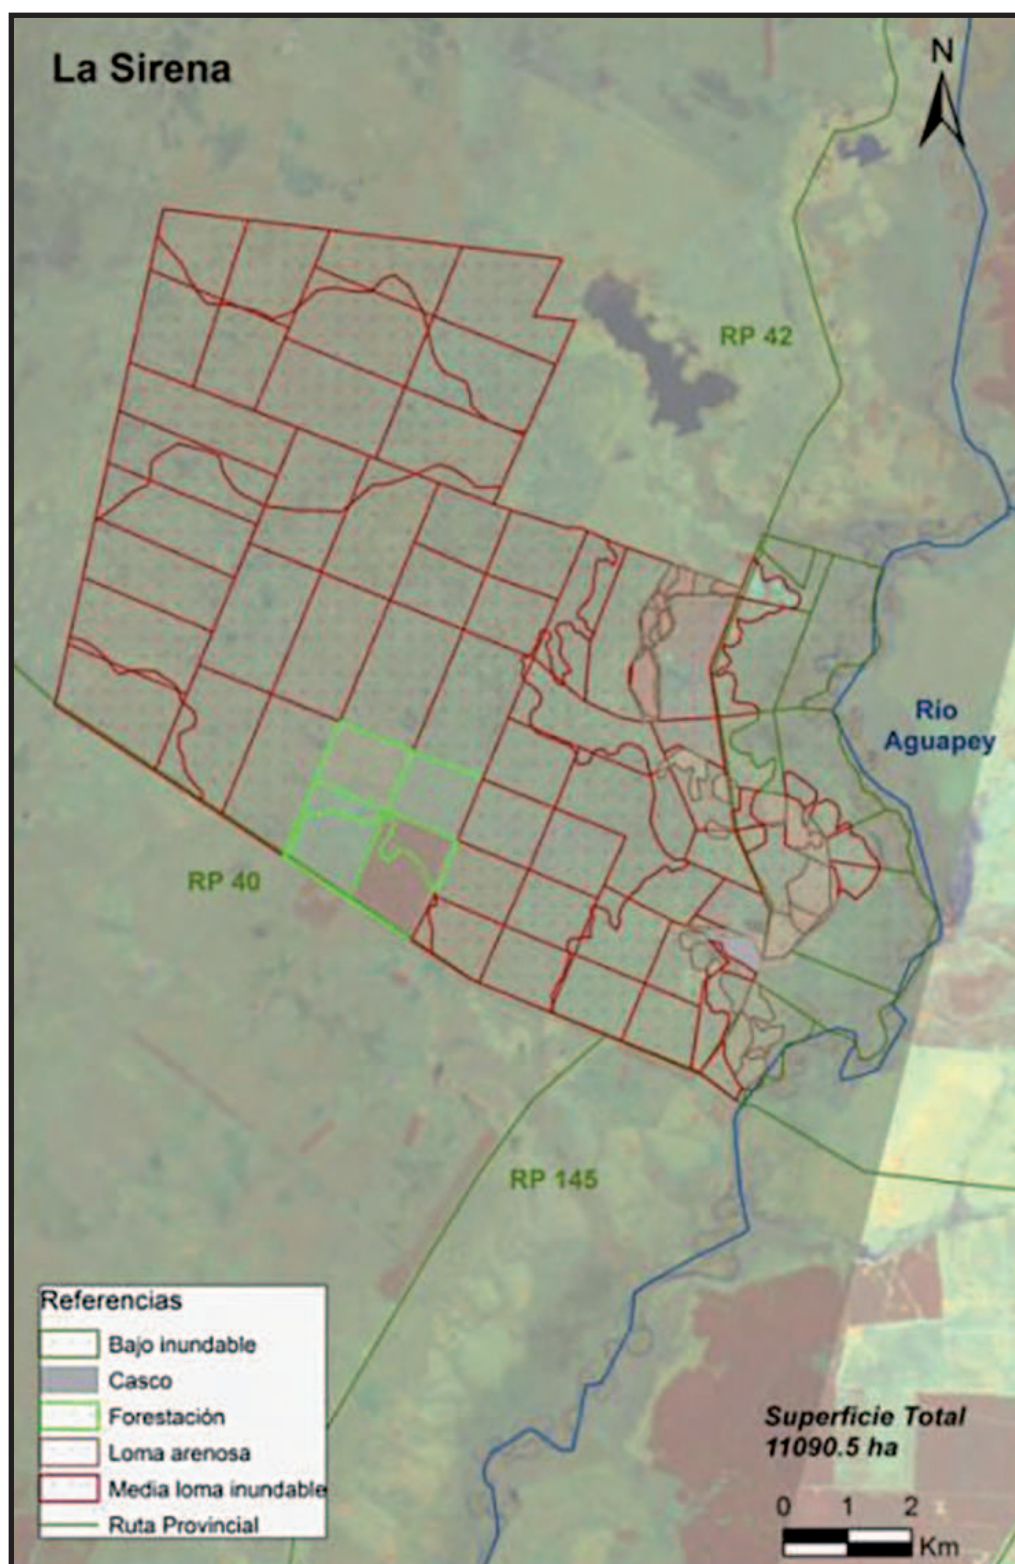 La Sirena
N
RP 42
Río
Aguapey
RP 40
RP 145
Referencias
Bajo inundable
Casco
Forestación
Loma arenosa
Media loma inundable
Ruta Provincial
Superficie Total
11090.5 ha
0 1 2
Km